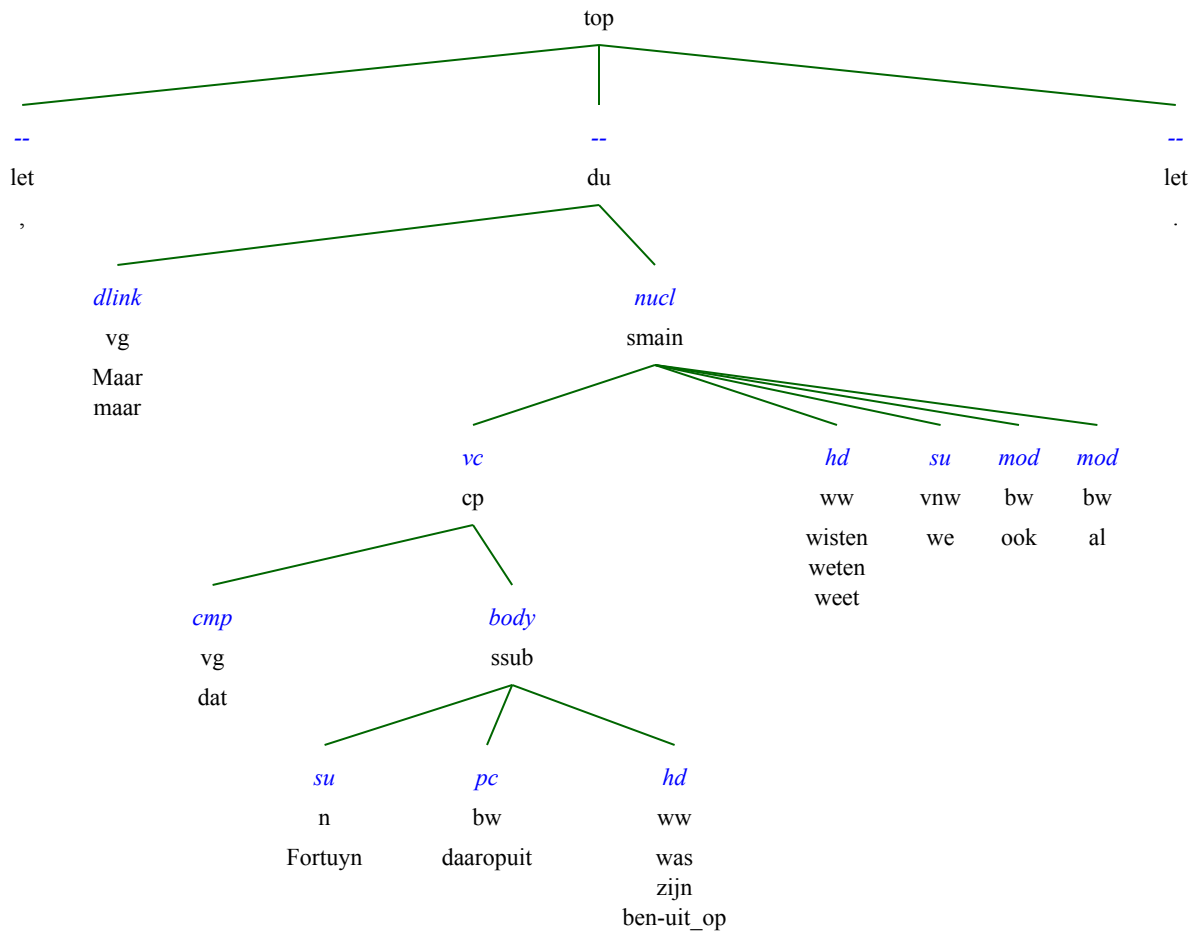 top
-- -- --
let du let
, .
dlink nucl
vg smain
Maar
maar
vc hd su mod mod
cp ww vnw bw bw
wisten we ook al
weten
weet
cmp body
vg ssub
dat
su pc hd
n bw ww
Fortuyn daaropuit was
zijn
ben-uit_op